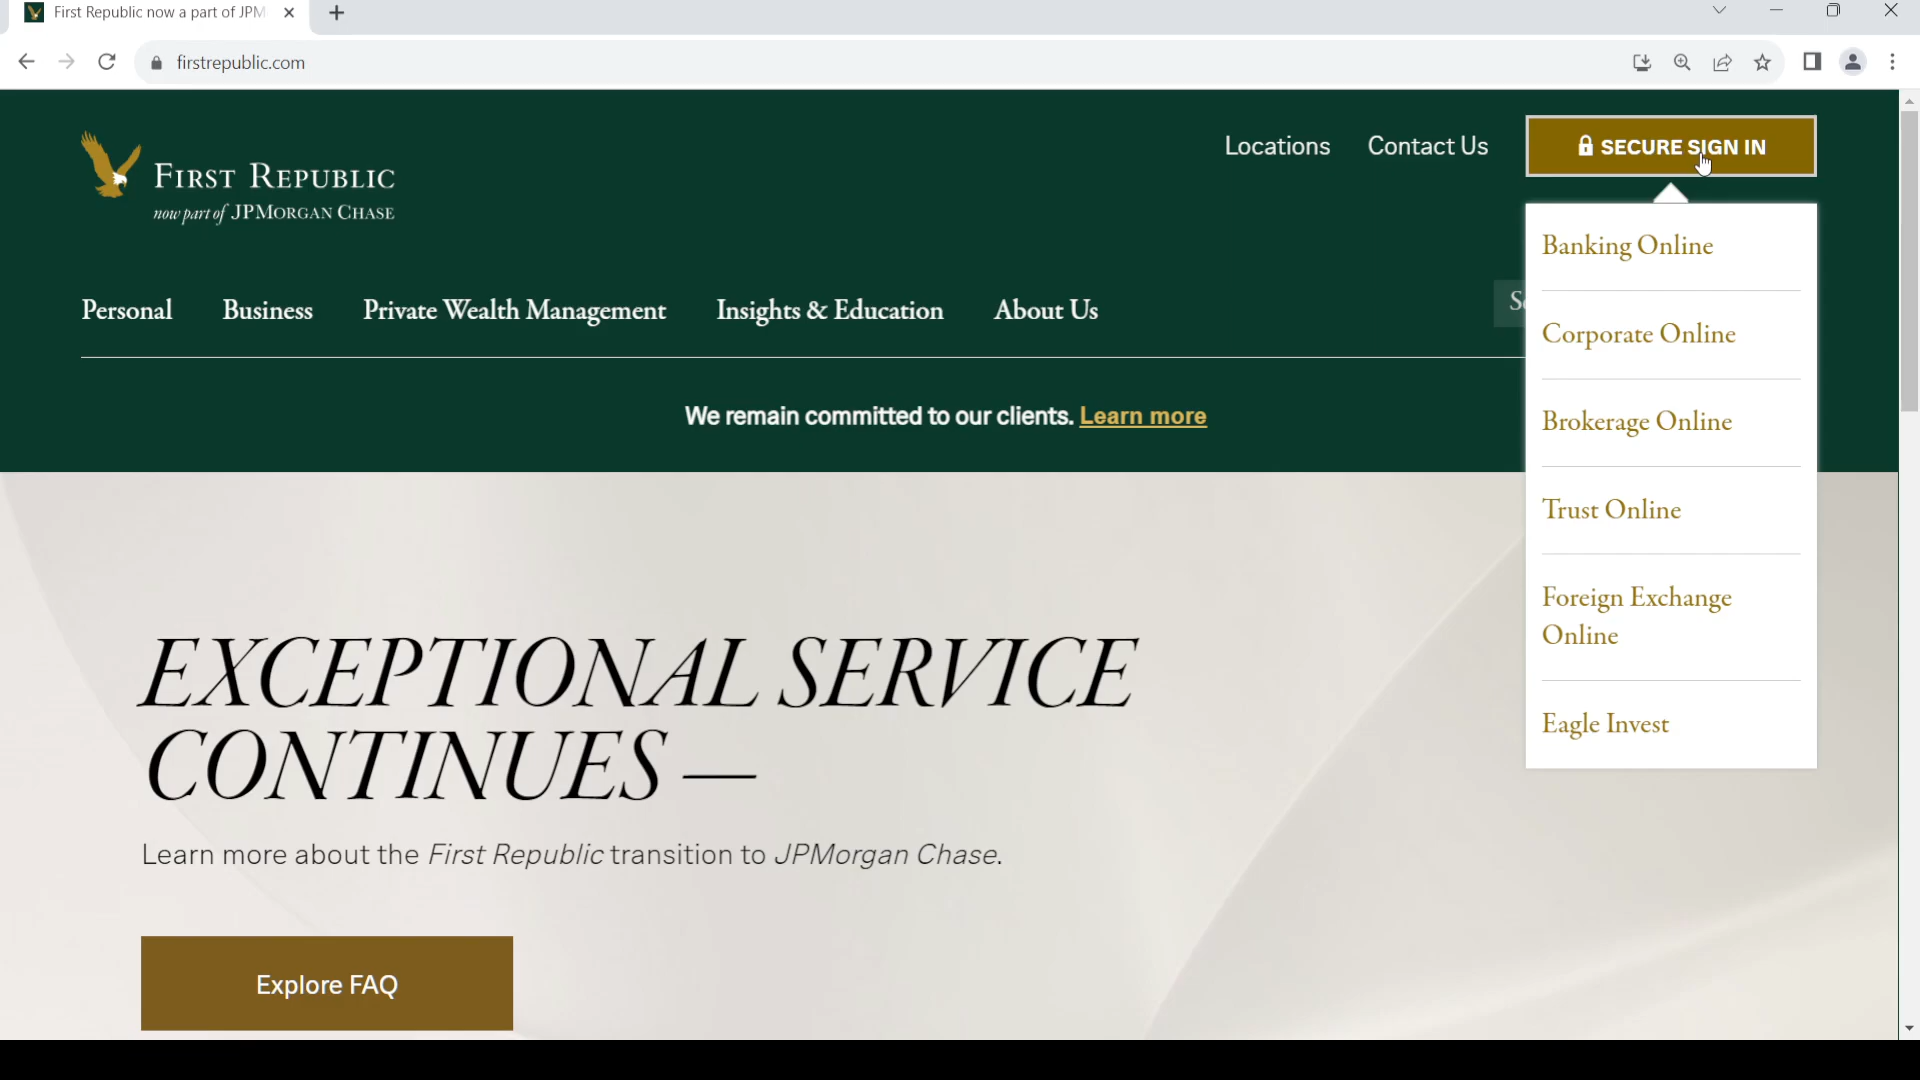 First Republic now a part of JPM
firstrepublic.com
FIRST REPUBLIC
now part of JPMORGAN CHASE
Locations
Contact Us
SECURE SIGN IN
Banking Online
Corporate Online
Brokerage Online
Trust Online
Foreign Exchange
Online
Eagle Invest
Personal
Business
Private Wealth Management
Insights & Education
About Us
We remain committed to our clients. Learn more
EXCEPTIONAL SERVICE
CONTINUES —
Learn more about the First Republic transition to JPMorgan Chase.
Explore FAQ